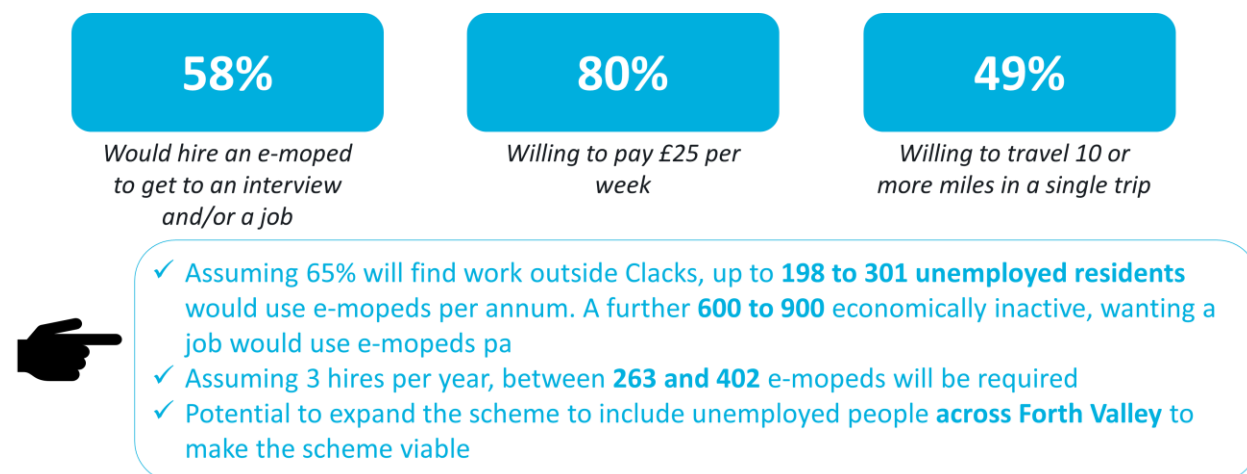 58%
80%
49%
Would hire an e-moped
to get to an interview
and/or a job
Willing to pay £25 per
week
Willing to travel 10 or
more miles in a single trip
✓ Assuming 65% will find work outside Clacks, up to 198 to 301 unemployed residents
would use e-mopeds per annum. A further 600 to 900 economically inactive, wanting a
job would use e-mopeds pa
✓ Assuming 3 hires per year, between 263 and 402 e-mopeds will be required
✓ Potential to expand the scheme to include unemployed people across Forth Valley to
make the scheme viable